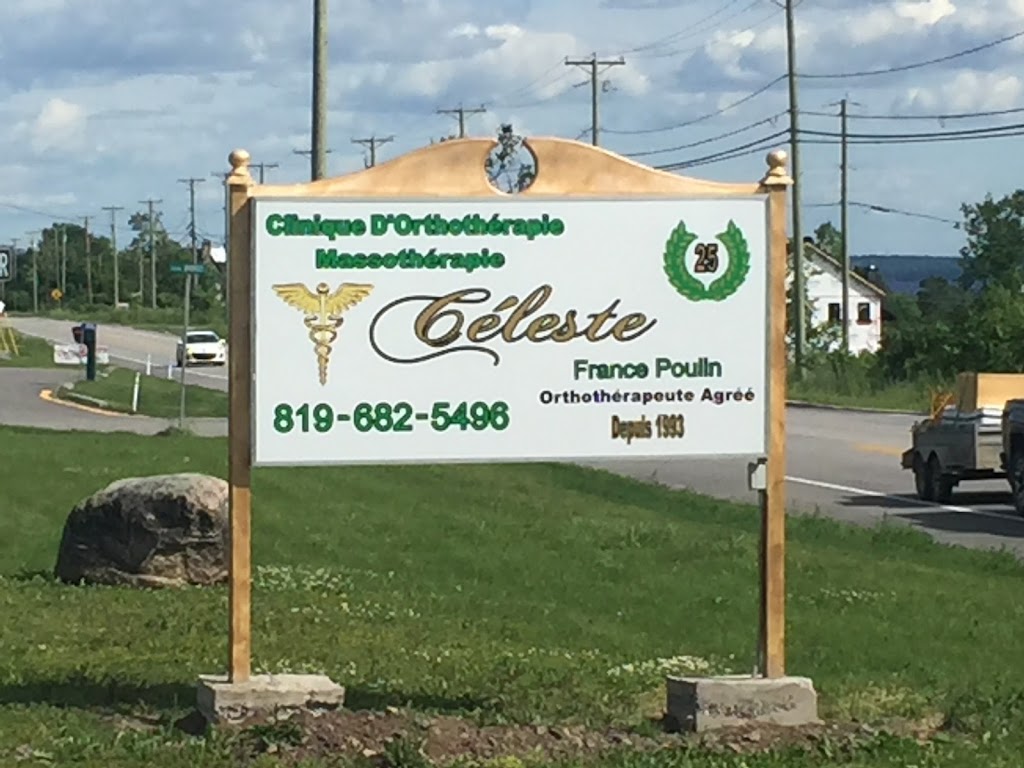 Clinique D'Orthothérapie
Massothérapie
25
Céleste
France Poulin
Orthothérapeute Agréé
819-682-5496
Depuis 1993